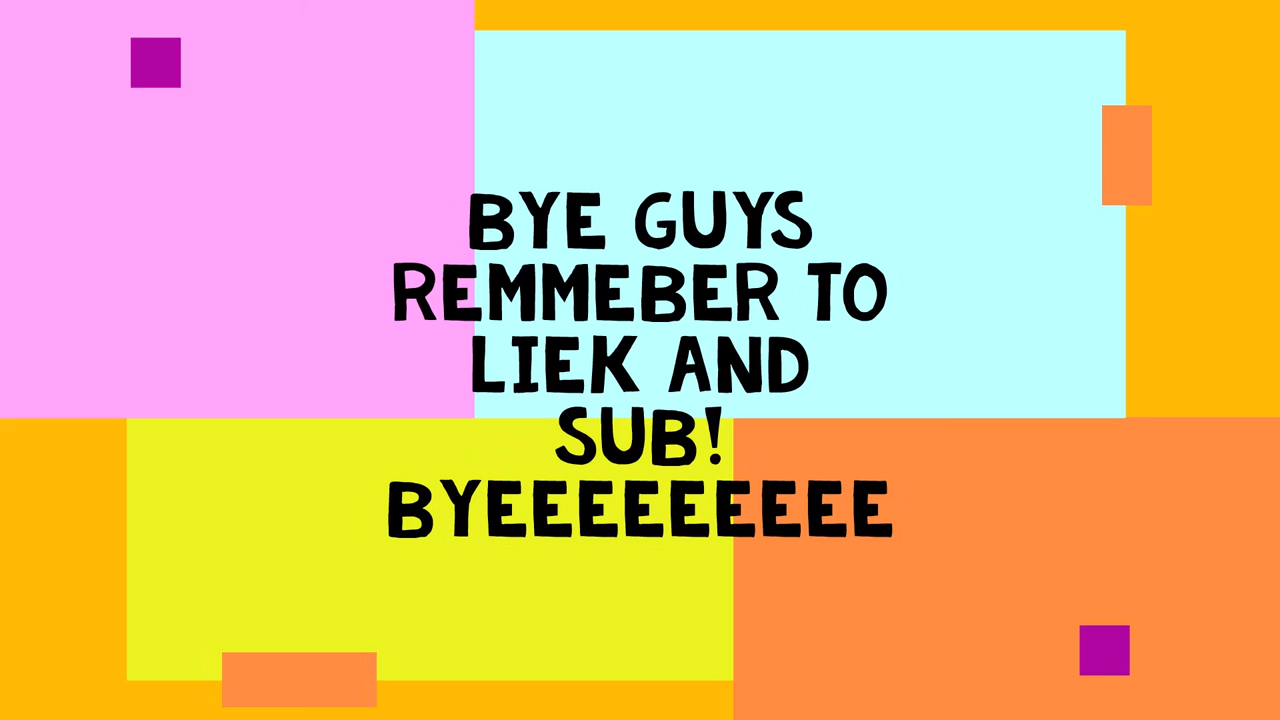 BYE GUYS
REMMEBER TO
LIEK AND
SUB!
BYEEEEEEEEE